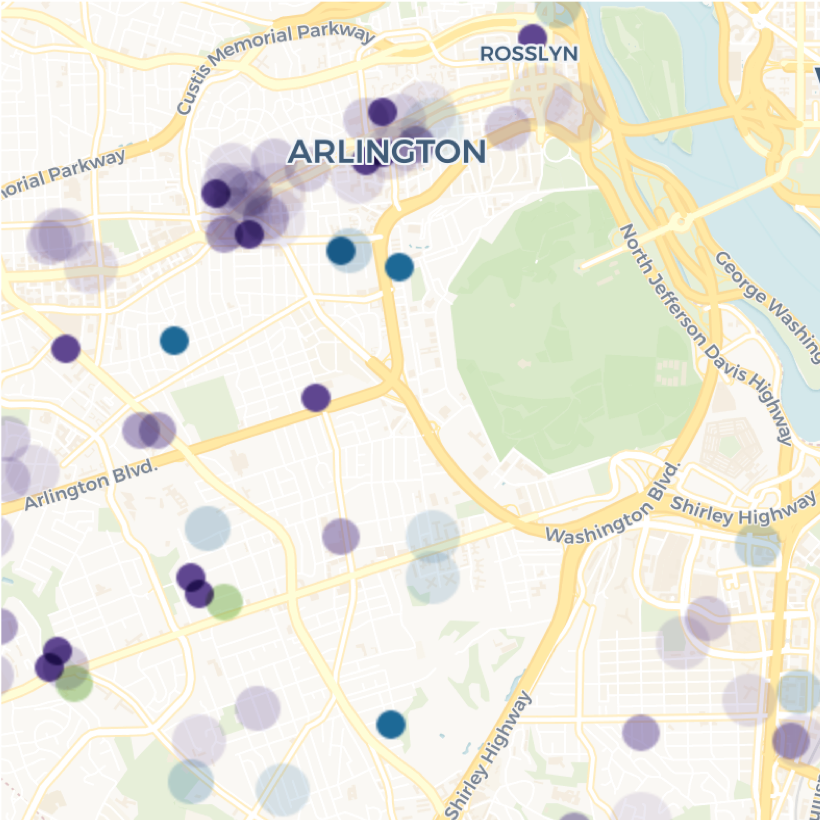 Custis Memorial Parkway
ROSSLYN
ARLINGTON
orial Parkway
North Jefferson Davis Highway
George Washing
Arlington Blvd.
Washington Blvd.
Shirley Highway
Shirley Highway